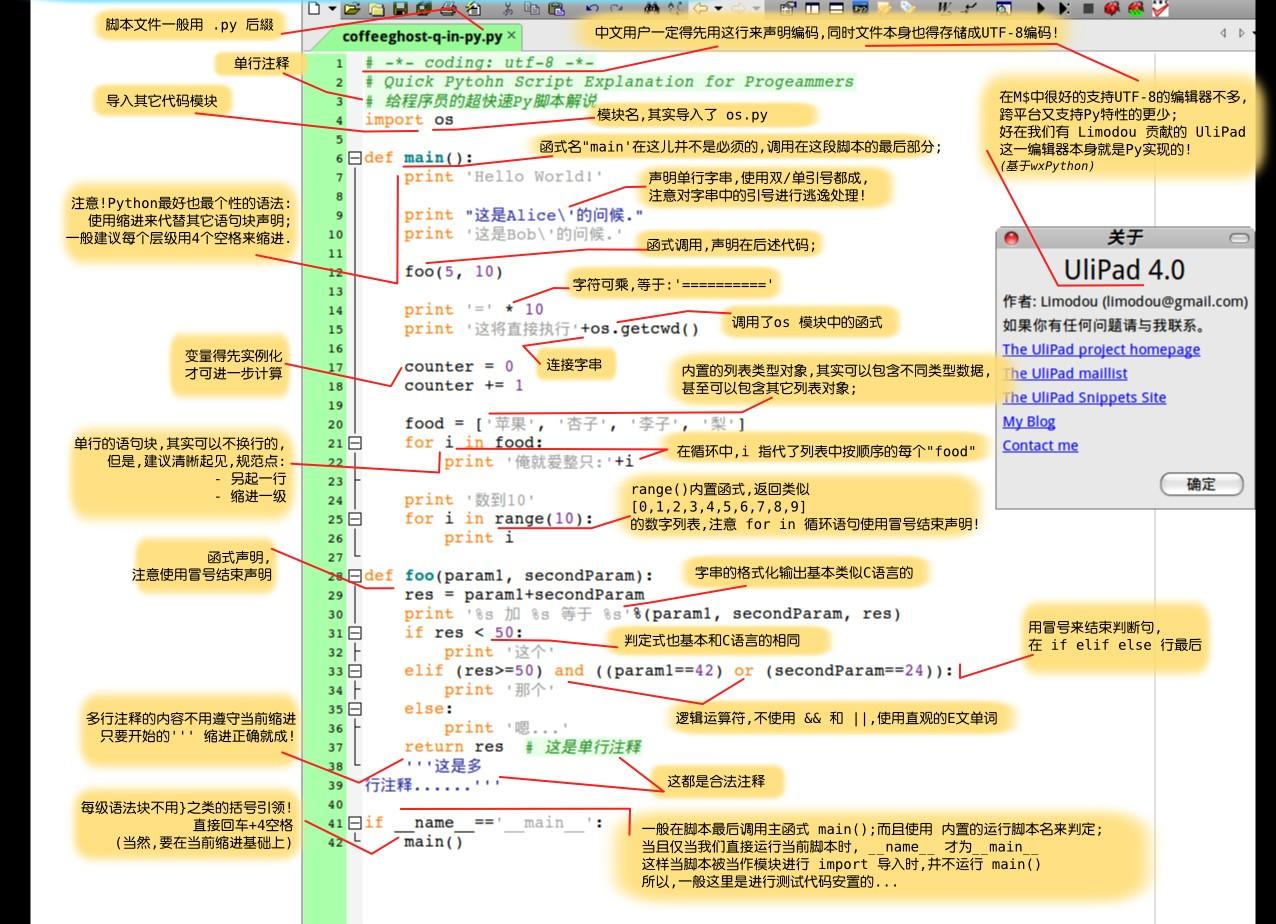 脚本文件一般用 .py 后缀
coffeeghost-q-in-py.py
中文用户一定得先用这行来声明编码,同时文件本身也得存储成UTF-8编码!
单行注释
导入其它代码模块
1 # -*- coding: utf-8 -*-
2 # Quick Pytohn Script Explanation for Progeammers
3 # 给程序员的超快速Py脚本解说
4 import os
模块名,其实导入了 os.py
在M$中很好的支持UTF-8的编辑器不多,
跨平台又支持Py特性的更少;
好在我们有 Limodou 贡献的 UliPad
这一编辑器本身就是Py实现的!
(基于wxPython)
5
函式名"main'在这儿并不是必须的,调用在这段脚本的最后部分;
6 def main():
7 print 'Hello World!'
声明单行字串,使用双/单引号都成,
注意对字串中的引号进行逃逸处理!
8
9 print "这是Alice\'的问候."
10 print '这是Bob\'的问候.'
注意!Python最好也最个性的语法:
使用缩进来代替其它语句块声明;
一般建议每个层级用4个空格来缩进.
函式调用,声明在后述代码;
11
12 foo(5, 10)
字符可乘,等于:'=========='
13
14 print '=' * 10
15 print '这将直接执行'+os.getcwd()
调用了os 模块中的函式
16
连接字串
变量得先实例化
才可进一步计算
17 counter = 0
18 counter += 1
内置的列表类型对象,其实可以包含不同类型数据,
甚至可以包含其它列表对象;
19
20 food = ['苹果', '杏子', '李子', '梨']
21 for i in food:
22 print '俺就爱整只:'+i
在循环中,i 指代了列表中按顺序的每个"food"
单行的语句块,其实可以不换行的,
但是,建议清晰起见,规范点:
- 另起一行
- 缩进一级
23
24 print '数到10'
25 for i in range(10):
26 print i
range()内置函式,返回类似
[0,1,2,3,4,5,6,7,8,9]
的数字列表,注意 for in 循环语句使用冒号结束声明!
27
函式声明,
注意使用冒号结束声明
28 def foo(param1, secondParam):
29 res = param1+secondParam
30 print '%s 加 %s 等于 %s'%(param1, secondParam, res)
字串的格式化输出基本类似C语言的
31 if res < 50:
32 print '这个'
判定式也基本和C语言的相同
33 elif (res>=50) and ((param1==42) or (secondParam==24)):
34 print '那个'
用冒号来结束判断句,
在 if elif else 行最后
35 else:
36 print '嗯...'
逻辑运算符,不使用 && 和 ||,使用直观的E文单词
37 return res # 这是单行注释
38 '''这是多
39 行注释......'''
多行注释的内容不用遵守当前缩进
只要开始的''' 缩进正确就成!
这都是合法注释
40
41 if __name__=='__main__':
42 main()
每级语法块不用}之类的括号引领!
直接回车+4空格
(当然,要在当前缩进基础上)
一般在脚本最后调用主函式 main();而且使用 内置的运行脚本名来判定;
当且仅当我们直接运行当前脚本时, __name__ 才为__main__
这样当脚本被当作模块进行 import 导入时,并不运行 main()
所以,一般这里是进行测试代码安置的...
关于
UliPad 4.0
作者: Limodou (limodou@gmail.com)
如果你有任何问题请与我联系。
The UliPad project homepage
The UliPad maillist
The UliPad Snippets Site
My Blog
Contact me
确定